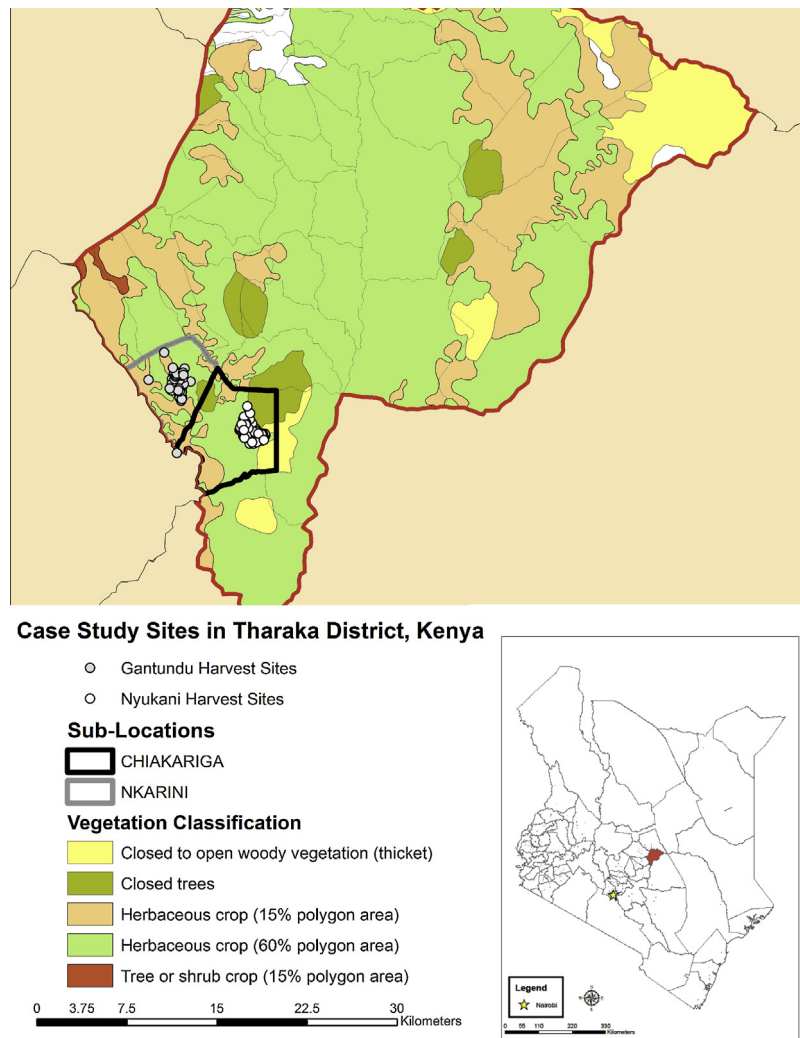 Case Study Sites in Tharaka District, Kenya
Gantundu Harvest Sites
Nyukani Harvest Sites
Sub-Locations
CHIAKARIGA
NKARINI
Vegetation Classification
Closed to open woody vegetation (thicket)
Closed trees
Herbaceous crop (15% polygon area)
Herbaceous crop (60% polygon area)
Tree or shrub crop (15% polygon area)
0 3.75 7.5 15 22.5 30
Kilometers
Legend
Nairobi
0 55 110 220 330
Kilometers